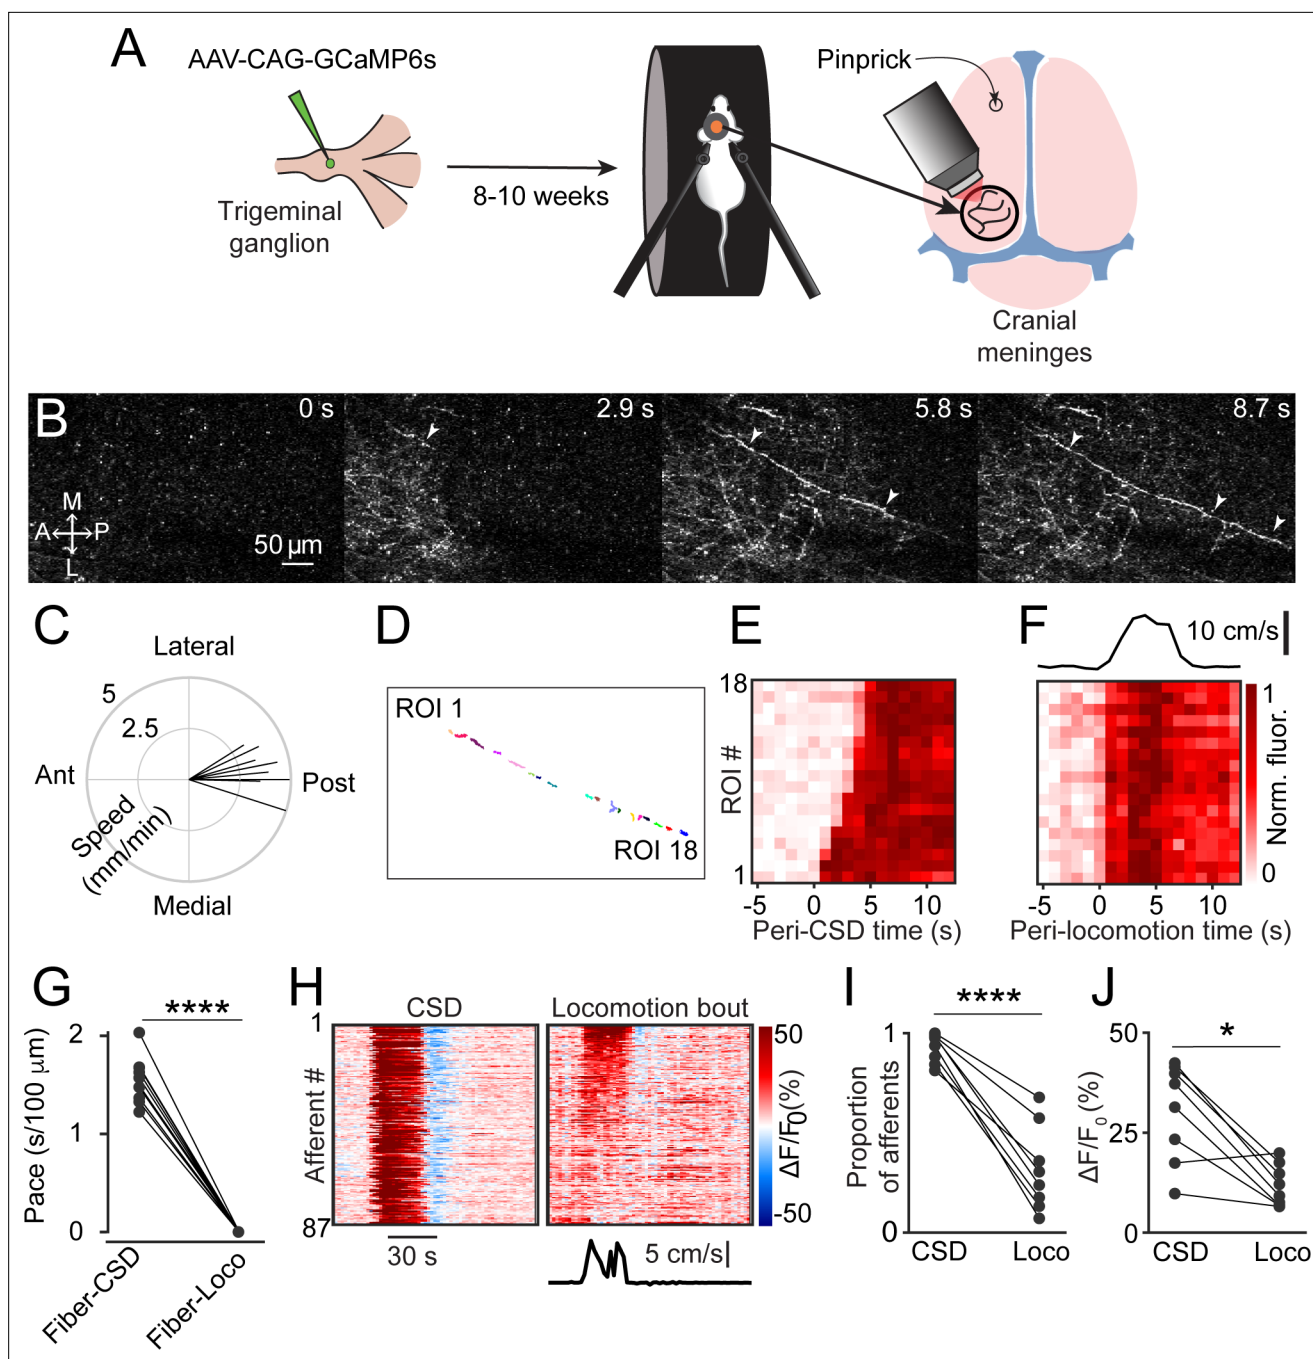 A
AAV-CAG-GCaMP6s
Trigeminal
ganglion
8-10 weeks
Pinprick
Cranial
meninges
B
0 s
2.9 s
5.8 s
8.7 s
M
A
P
L
50 µm
C
Lateral
5
2.5
Ant
Post
Speed
(mm/min)
Medial
D
ROI 1
ROI 18
E
18
ROI #
1
-5
0
5
10
Peri-CSD time (s)
F
10 cm/s
1
Norm. fluor.
0
-5
0
5
10
Peri-locomotion time (s)
G
****
2
Pace (s/100 µm)
1
0
Fiber-CSD
Fiber-Loco
H
CSD
Locomotion bout
1
Afferent #
87
50
ΔF/F0(%)
-50
30 s
5 cm/s
I
****
1
Proportion
of afferents
0
CSD
Loco
J
*
50
ΔF/F0 (%)
25
0
CSD
Loco